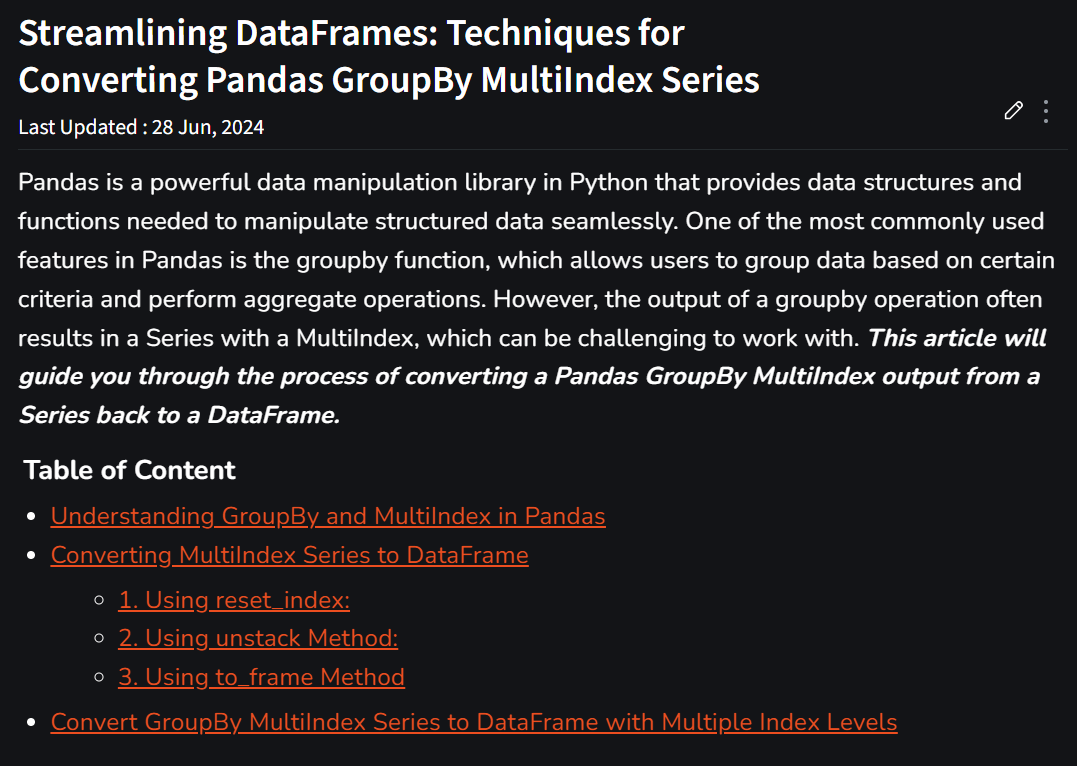 Streamlining DataFrames: Techniques for
Converting Pandas GroupBy MultiIndex Series
Last Updated : 28 Jun, 2024
Pandas is a powerful data manipulation library in Python that provides data structures and
functions needed to manipulate structured data seamlessly. One of the most commonly used
features in Pandas is the groupby function, which allows users to group data based on certain
criteria and perform aggregate operations. However, the output of a groupby operation often
results in a Series with a MultiIndex, which can be challenging to work with. This article will
guide you through the process of converting a Pandas GroupBy MultiIndex output from a
Series back to a DataFrame.
Table of Content
Understanding GroupBy and MultiIndex in Pandas
Converting MultiIndex Series to DataFrame
1. Using reset_index:
2. Using unstack Method:
3. Using to_frame Method
Convert GroupBy MultiIndex Series to DataFrame with Multiple Index Levels